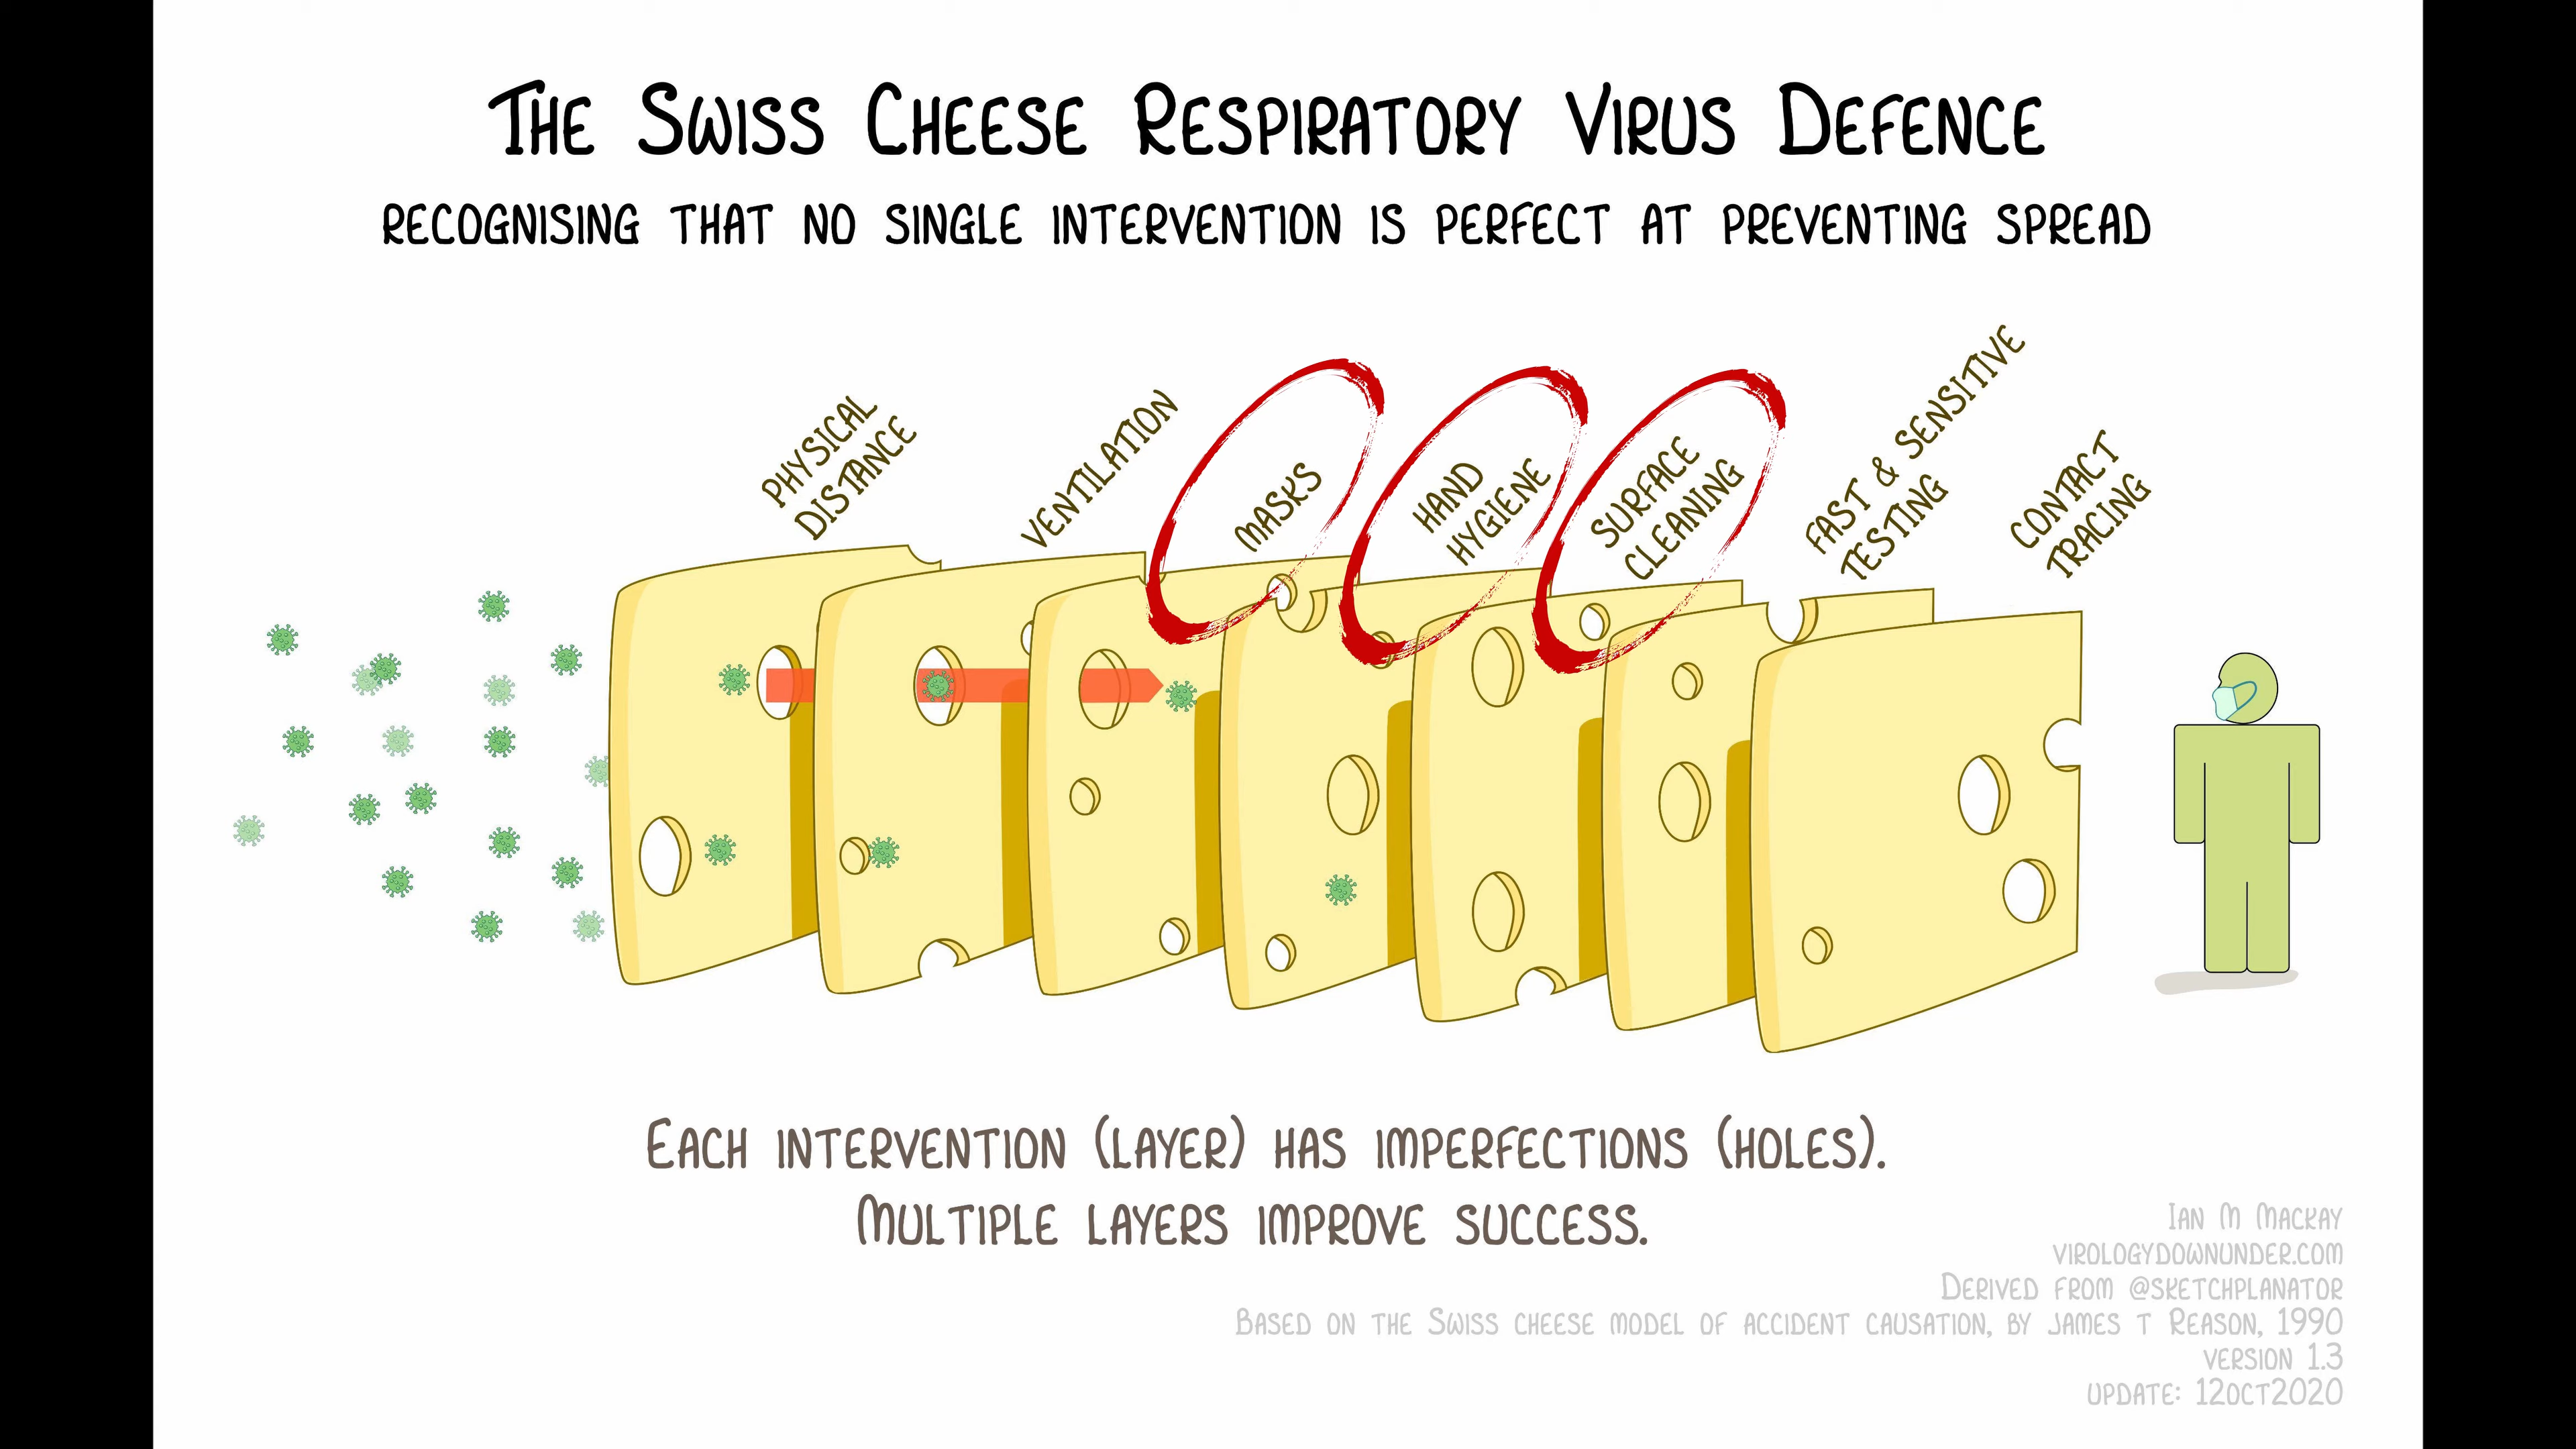 THE SWISS CHEESE RESPIRATORY VIRUS DEFENCE
RECOGNISING THAT NO SINGLE INTERVENTION IS PERFECT AT PREVENTING SPREAD
PHYSICAL
DISTANCE
VENTILATION
MASKS
HAND
HYGIENE
SURFACE
CLEANING
FAST & SENSITIVE
TESTING
CONTACT
TRACING
EACH INTERVENTION (LAYER) HAS IMPERFECTIONS (HOLES).
MULTIPLE LAYERS IMPROVE SUCCESS.
IAN M MACKAY
VIROLOGYDOWNUNDER.COM
DERIVED FROM @SKETCHPLANATOR
BASED ON THE SWISS CHEESE MODEL OF ACCIDENT CAUSATION, BY JAMES T REASON, 1990
VERSION 1.3
UPDATE: 12OCT2020